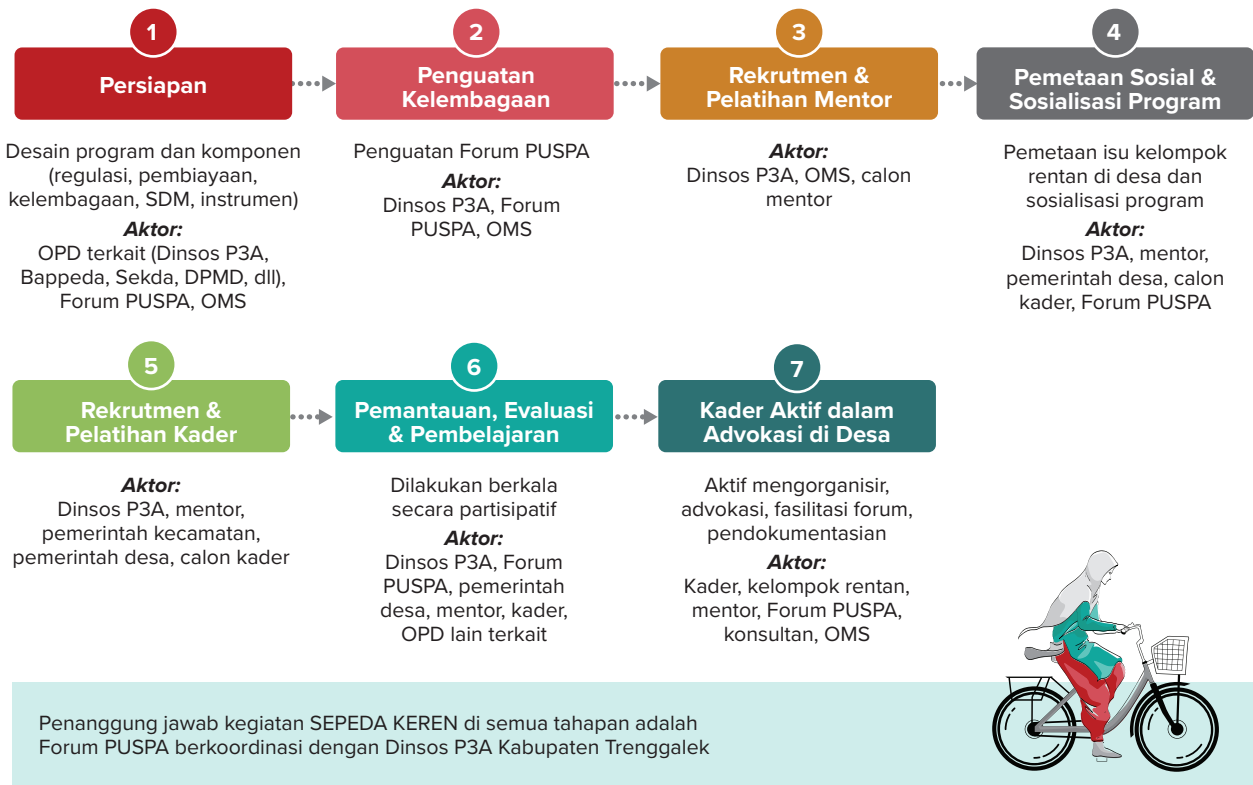 1
Persiapan
Desain program dan komponen
(regulasi, pembiayaan,
kelembagaan, SDM, instrumen)
Aktor:
OPD terkait (Dinsos P3A,
Bappeda, Sekda, DPMD, dll),
Forum PUSPA, OMS
2
Penguatan
Kelembagaan
Penguatan Forum PUSPA
Aktor:
Dinsos P3A, Forum
PUSPA, OMS
3
Rekrutmen &
Pelatihan Mentor
Aktor:
Dinsos P3A, OMS, calon
mentor
4
Pemetaan Sosial &
Sosialisasi Program
Pemetaan isu kelompok
rentan di desa dan
sosialisasi program
Aktor:
Dinsos P3A, mentor,
pemerintah desa, calon
kader, Forum PUSPA
5
Rekrutmen &
Pelatihan Kader
Aktor:
Dinsos P3A, mentor,
pemerintah kecamatan,
pemerintah desa, calon kader
6
Pemantauan, Evaluasi
& Pembelajaran
Dilakukan berkala
secara partisipatif
Aktor:
Dinsos P3A, Forum
PUSPA, pemerintah
desa, mentor, kader,
OPD lain terkait
7
Kader Aktif dalam
Advokasi di Desa
Aktif mengorganisir,
advokasi, fasilitasi forum,
pendokumentasian
Aktor:
Kader, kelompok rentan,
mentor, Forum PUSPA,
konsultan, OMS
Penanggung jawab kegiatan SEPEDA KEREN di semua tahapan adalah
Forum PUSPA berkoordinasi dengan Dinsos P3A Kabupaten Trenggalek